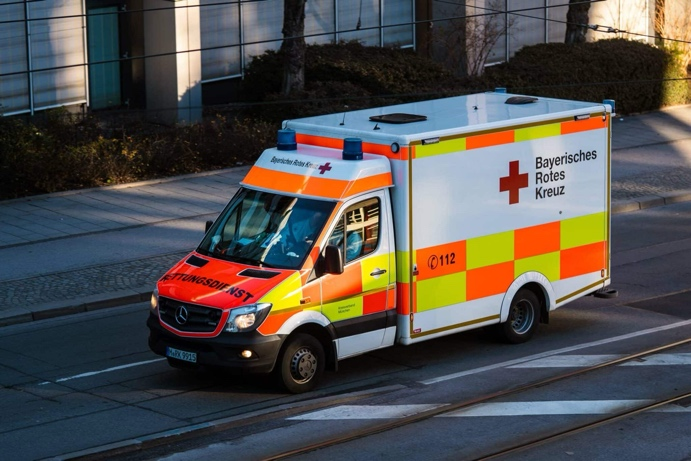 Bayerisches Rotes Kreuz
Bayerisches
Rotes
Kreuz
112
RETTUNGSDIENST